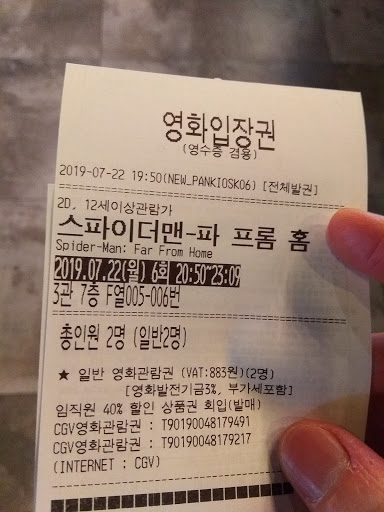 영화입장권
(영수증 겸용)
2019-07-22 19:50(NEW_PANKIOSK06) [전체발권]
2D, 12세이상관람가
스파이더맨-파 프롬 홈
Spider-Man: Far From Home
2019.07.22(월) 6회 20:50~23:09
3관 7층 F열005-006번
총인원 2명 (일반2명)
★ 일반 영화관람권 (VAT:883원)(2명)
[영화발전기금3%, 부가세포함]
임직원 40% 할인 상품권 회입(발매)
CGV영화관람권 : T90190048179491
CGV영화관람권 : T90190048179217
(INTERNET : CGV)